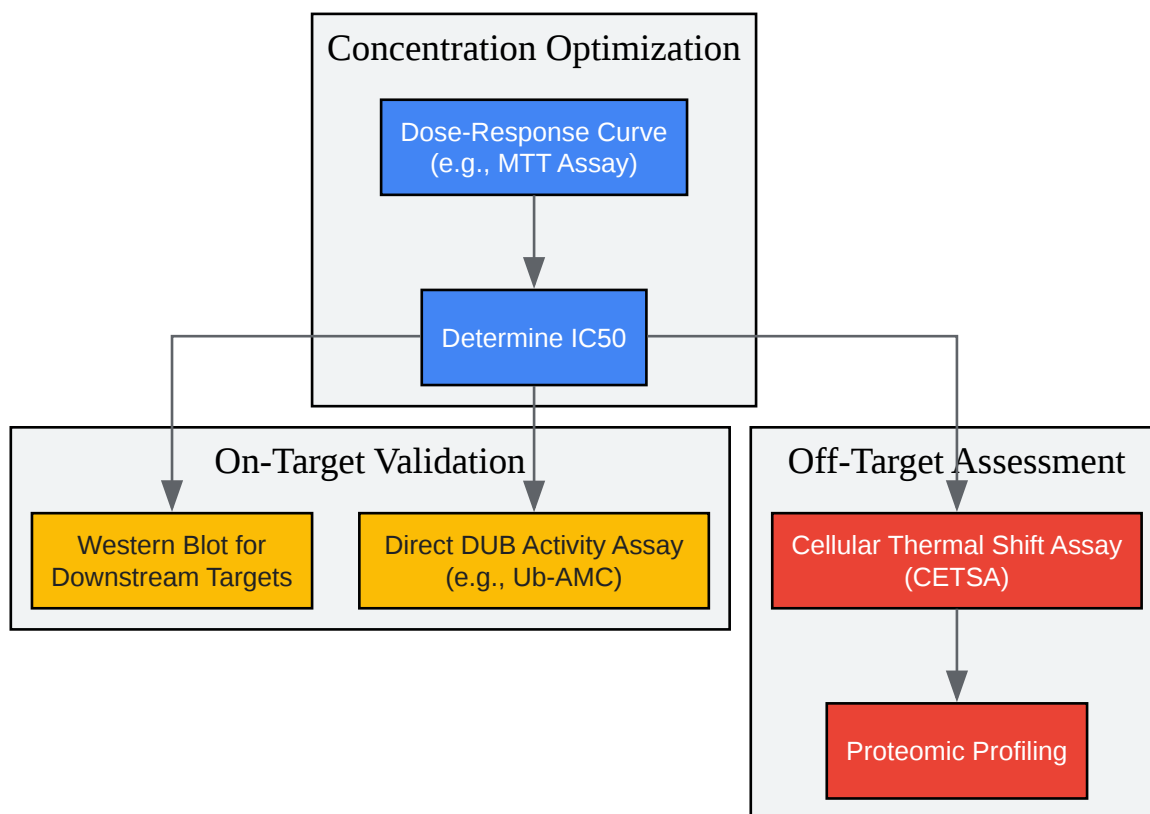 Concentration Optimization
Dose-Response Curve
(e.g., MTT Assay)
Determine IC50
On-Target Validation
Off-Target Assessment
Western Blot for
Downstream Targets
Direct DUB Activity Assay
(e.g., Ub-AMC)
Cellular Thermal Shift Assay
(CETSA)
Proteomic Profiling